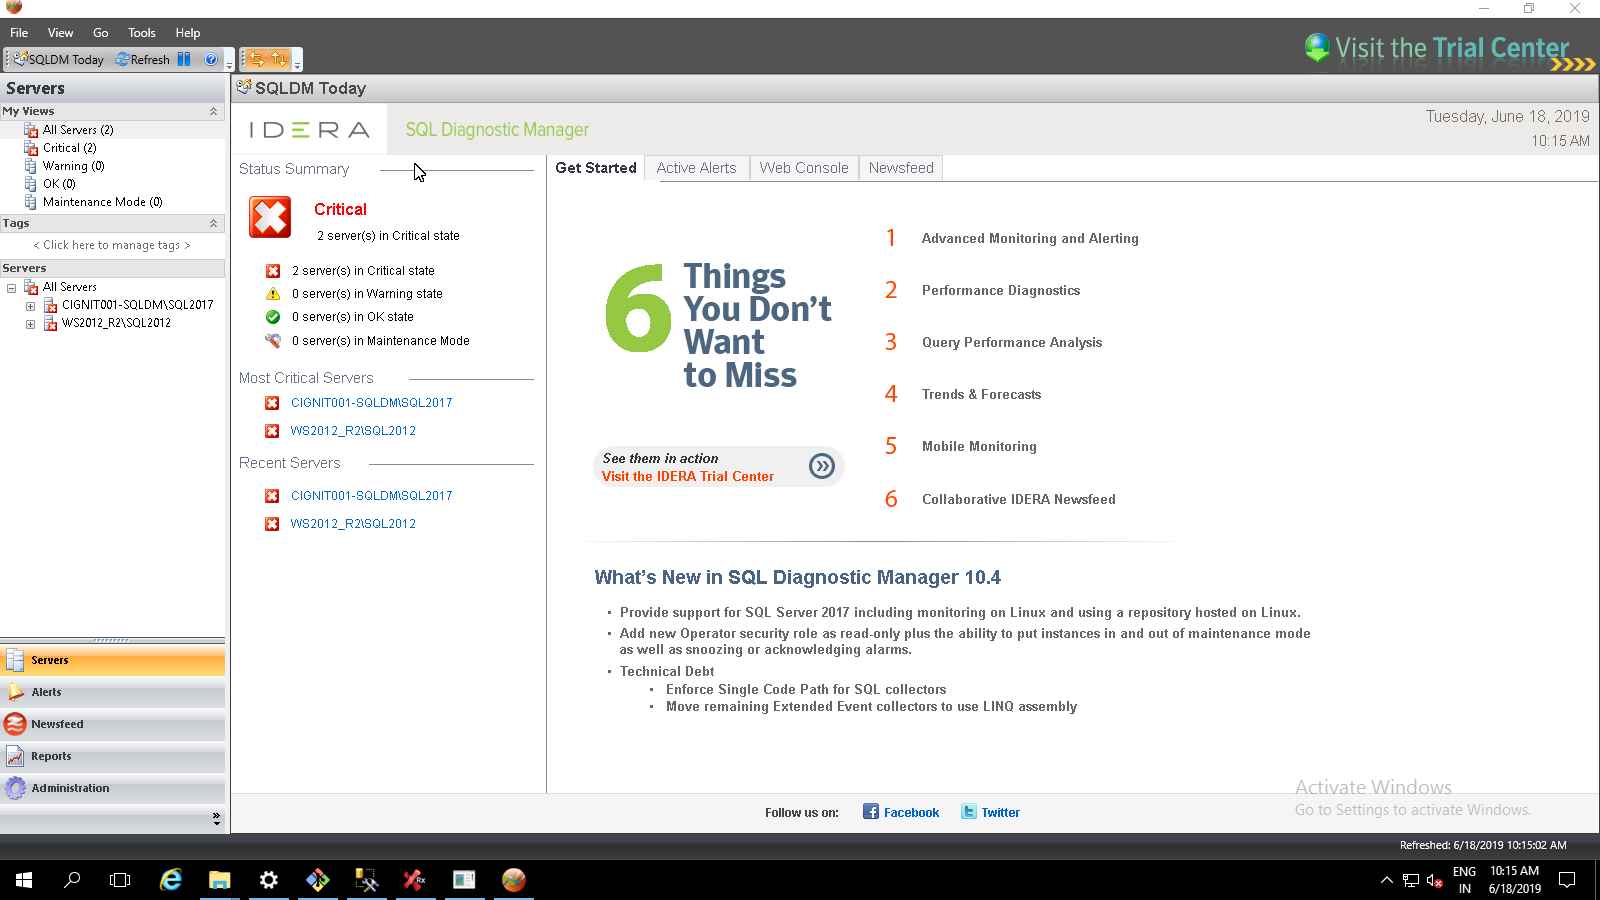 File View Go Tools Help
Visit the Trial Center
SQLDM Today Refresh
Servers
My Views
All Servers (2)
Critical (2)
Warning (0)
OK (0)
Maintenance Mode (0)
Tags
< Click here to manage tags >
Servers
All Servers
CIGNIT001-SQLDM\SQL2017
WS2012_R2\SQL2012
Servers
Alerts
Newsfeed
Reports
Administration
SQLDM Today
IDERA SQL Diagnostic Manager
Tuesday, June 18, 2019
10:15 AM
Status Summary
Critical
2 server(s) in Critical state
2 server(s) in Critical state
0 server(s) in Warning state
0 server(s) in OK state
0 server(s) in Maintenance Mode
Most Critical Servers
CIGNIT001-SQLDM\SQL2017
WS2012_R2\SQL2012
Recent Servers
CIGNIT001-SQLDM\SQL2017
WS2012_R2\SQL2012
Get Started Active Alerts Web Console Newsfeed
6 Things
You Don't
Want
to Miss
See them in action
Visit the IDERA Trial Center
1 Advanced Monitoring and Alerting
2 Performance Diagnostics
3 Query Performance Analysis
4 Trends & Forecasts
5 Mobile Monitoring
6 Collaborative IDERA Newsfeed
What's New in SQL Diagnostic Manager 10.4
• Provide support for SQL Server 2017 including monitoring on Linux and using a repository hosted on Linux.
• Add new Operator security role as read-only plus the ability to put instances in and out of maintenance mode
as well as snoozing or acknowledging alarms.
• Technical Debt
• Enforce Single Code Path for SQL collectors
• Move remaining Extended Event collectors to use LINQ assembly
Activate Windows
Go to Settings to activate Windows.
Follow us on: Facebook Twitter
Refreshed: 6/18/2019 10:15:02 AM
ENG
IN
10:15 AM
6/18/2019